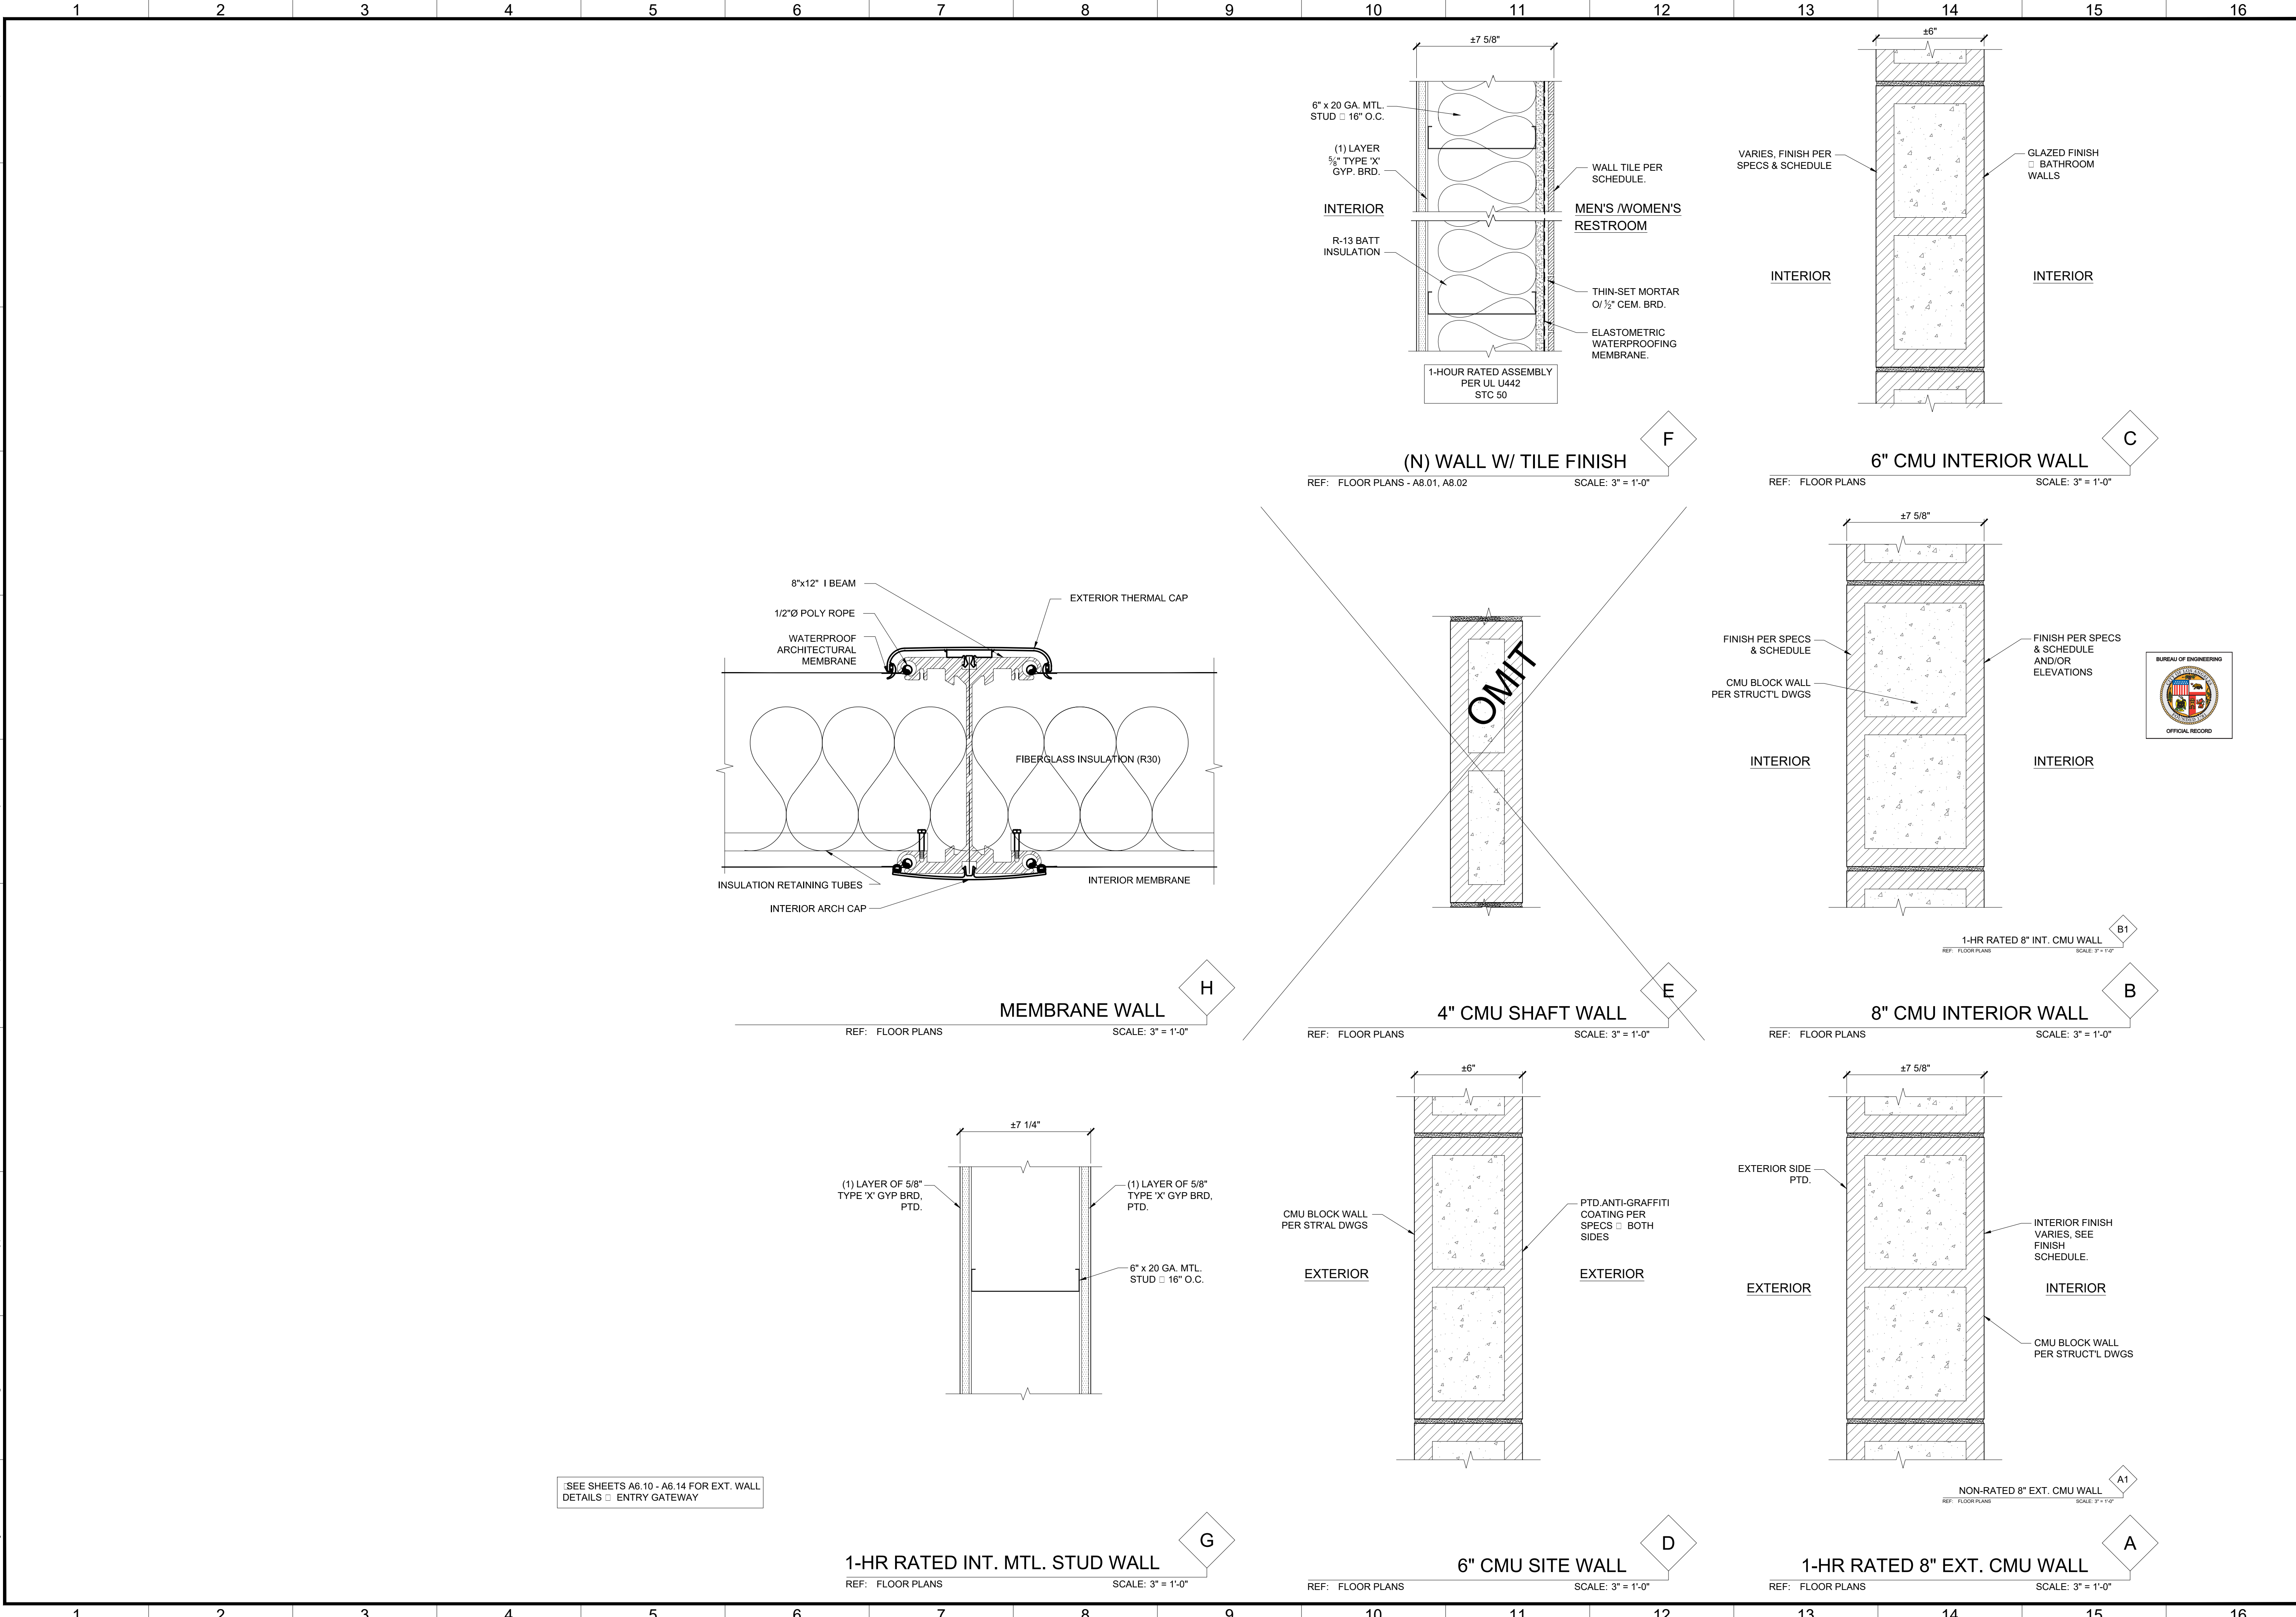 1 2 3 4 5 6 7 8 9 10 11 12 13 14 15 16
±7 5/8"
6" x 20 GA. MTL.
STUD □ 16" O.C.
(1) LAYER
5/8" TYPE 'X'
GYP. BRD.
INTERIOR
R-13 BATT
INSULATION
WALL TILE PER
SCHEDULE.
MEN'S /WOMEN'S
RESTROOM
THIN-SET MORTAR
O/ 1/2" CEM. BRD.
ELASTOMETRIC
WATERPROOFING
MEMBRANE.
1-HOUR RATED ASSEMBLY
PER UL U442
STC 50
F
(N) WALL W/ TILE FINISH
REF: FLOOR PLANS - A8.01, A8.02 SCALE: 3" = 1'-0"
±6"
VARIES, FINISH PER
SPECS & SCHEDULE
GLAZED FINISH
□ BATHROOM
WALLS
INTERIOR
INTERIOR
C
6" CMU INTERIOR WALL
REF: FLOOR PLANS SCALE: 3" = 1'-0"
8"x12" I BEAM
1/2"Ø POLY ROPE
WATERPROOF
ARCHITECTURAL
MEMBRANE
EXTERIOR THERMAL CAP
FIBERGLASS INSULATION (R30)
INSULATION RETAINING TUBES
INTERIOR MEMBRANE
INTERIOR ARCH CAP
H
MEMBRANE WALL
REF: FLOOR PLANS SCALE: 3" = 1'-0"
OMIT
E
4" CMU SHAFT WALL
REF: FLOOR PLANS SCALE: 3" = 1'-0"
±7 5/8"
FINISH PER SPECS
& SCHEDULE
CMU BLOCK WALL
PER STRUCT'L DWGS
FINISH PER SPECS
& SCHEDULE
AND/OR
ELEVATIONS
INTERIOR
INTERIOR
B1
1-HR RATED 8" INT. CMU WALL
REF: FLOOR PLANS SCALE: 3" = 1'-0"
B
8" CMU INTERIOR WALL
REF: FLOOR PLANS SCALE: 3" = 1'-0"
BUREAU OF ENGINEERING
OFFICIAL RECORD
±7 1/4"
(1) LAYER OF 5/8"
TYPE 'X' GYP BRD,
PTD.
(1) LAYER OF 5/8"
TYPE 'X' GYP BRD,
PTD.
6" x 20 GA. MTL.
STUD □ 16" O.C.
□SEE SHEETS A6.10 - A6.14 FOR EXT. WALL
DETAILS □ ENTRY GATEWAY
G
1-HR RATED INT. MTL. STUD WALL
REF: FLOOR PLANS SCALE: 3" = 1'-0"
±6"
CMU BLOCK WALL
PER STR'AL DWGS
PTD.ANTI-GRAFFITI
COATING PER
SPECS □ BOTH
SIDES
EXTERIOR
EXTERIOR
D
6" CMU SITE WALL
REF: FLOOR PLANS SCALE: 3" = 1'-0"
±7 5/8"
EXTERIOR SIDE
PTD.
INTERIOR FINISH
VARIES, SEE
FINISH
SCHEDULE.
EXTERIOR
INTERIOR
CMU BLOCK WALL
PER STRUCT'L DWGS
A1
NON-RATED 8" EXT. CMU WALL
REF: FLOOR PLANS SCALE: 3" = 1'-0"
A
1-HR RATED 8" EXT. CMU WALL
REF: FLOOR PLANS SCALE: 3" = 1'-0"
1 2 3 4 5 6 7 8 9 10 11 12 13 14 15 16